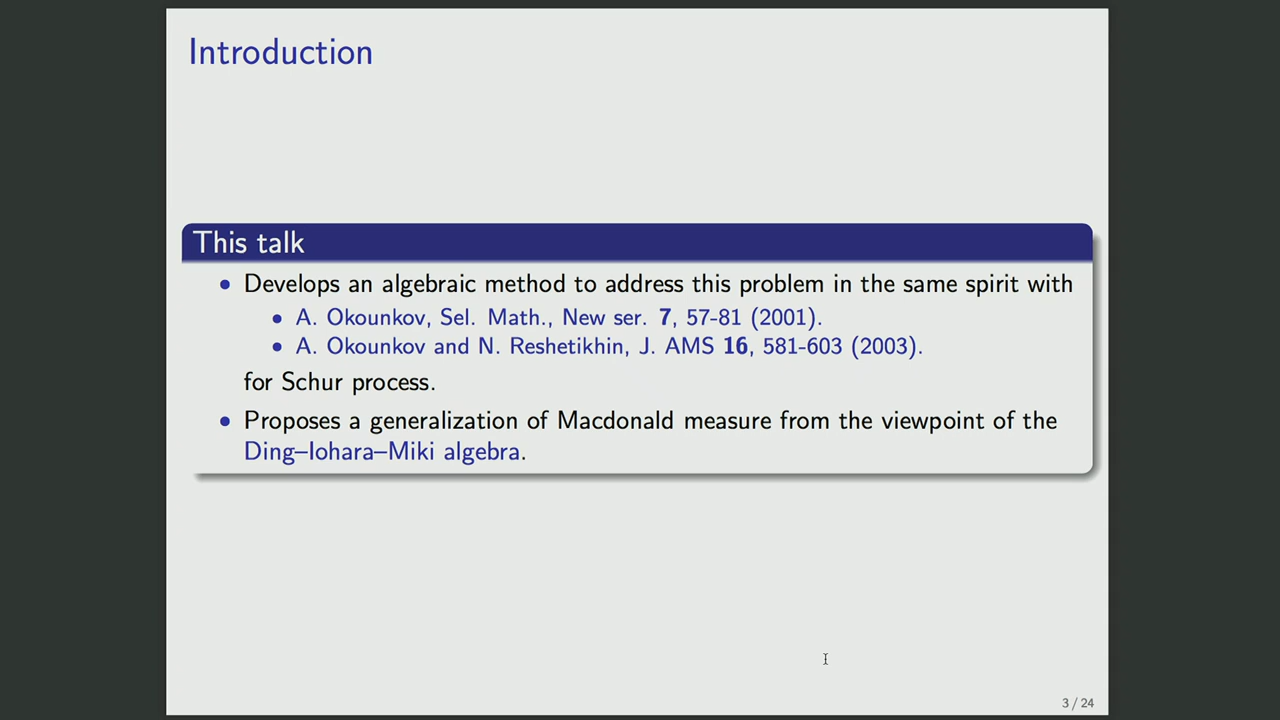 Introduction
This talk
• Develops an algebraic method to address this problem in the same spirit with
• A. Okounkov, Sel. Math., New ser. 7, 57-81 (2001).
• A. Okounkov and N. Reshetikhin, J. AMS 16, 581-603 (2003).
for Schur process.
• Proposes a generalization of Macdonald measure from the viewpoint of the
Ding–Iohara–Miki algebra.
3 / 24